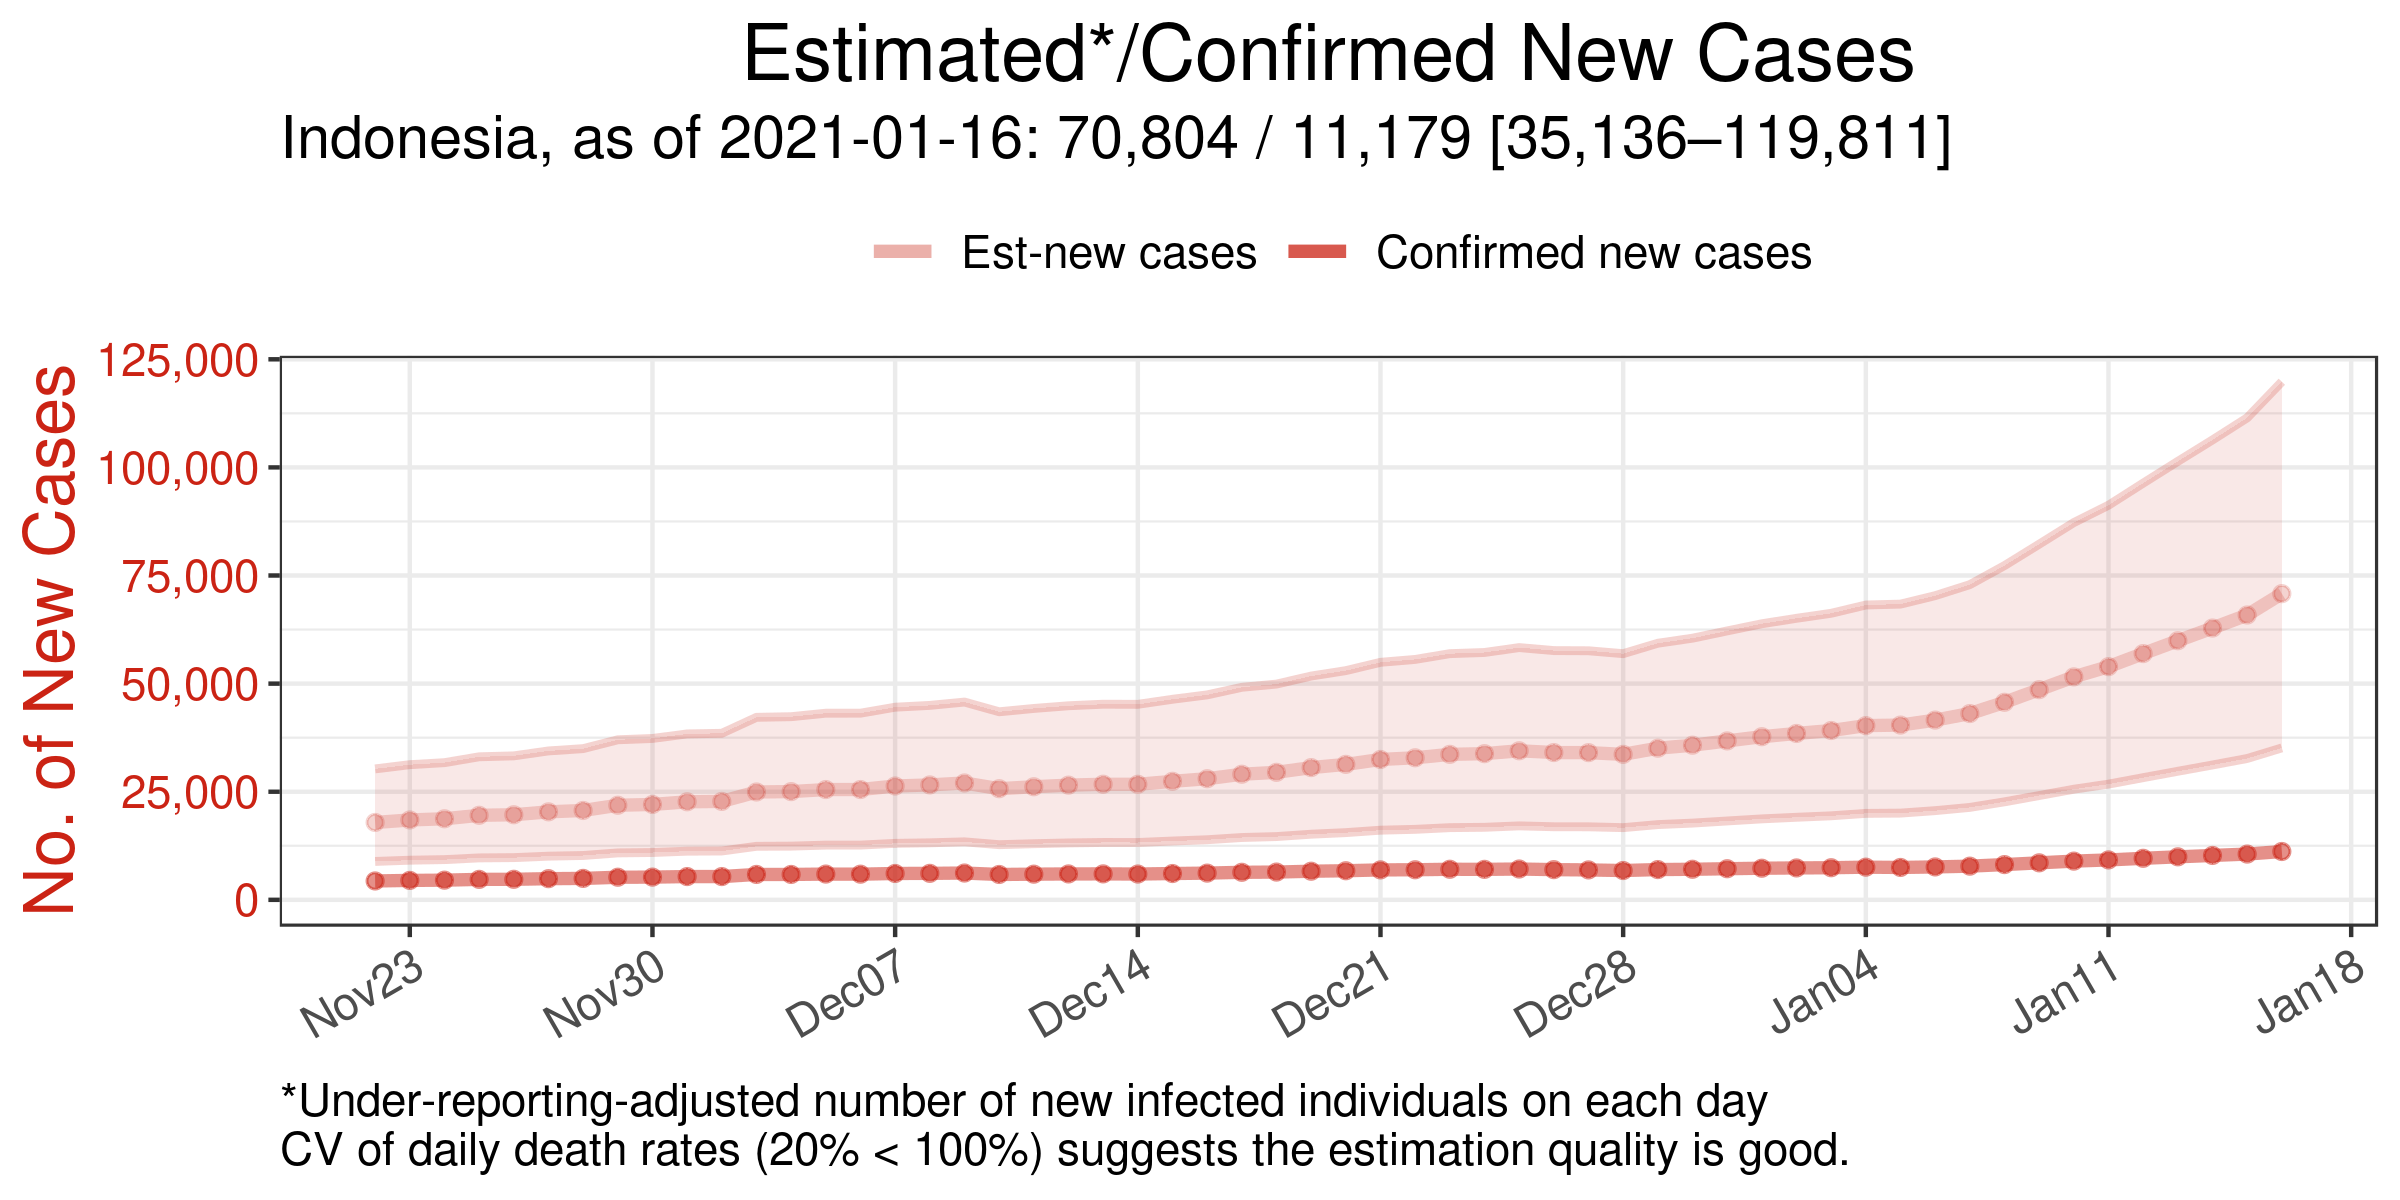 Estimated*/Confirmed New Cases
Indonesia, as of 2021-01-16: 70,804 / 11,179 [35,136–119,811]
Est-new cases
Confirmed new cases
No. of New Cases
125,000
100,000
75,000
50,000
25,000
0
Nov23
Nov30
Dec07
Dec14
Dec21
Dec28
Jan04
Jan11
Jan18
*Under-reporting-adjusted number of new infected individuals on each day
CV of daily death rates (20% < 100%) suggests the estimation quality is good.